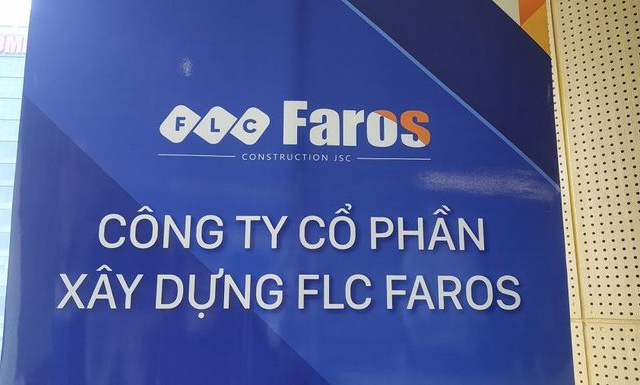 FLC Faros
CONSTRUCTION JSC
CÔNG TY CỔ PHẦN
XÂY DỰNG FLC FAROS